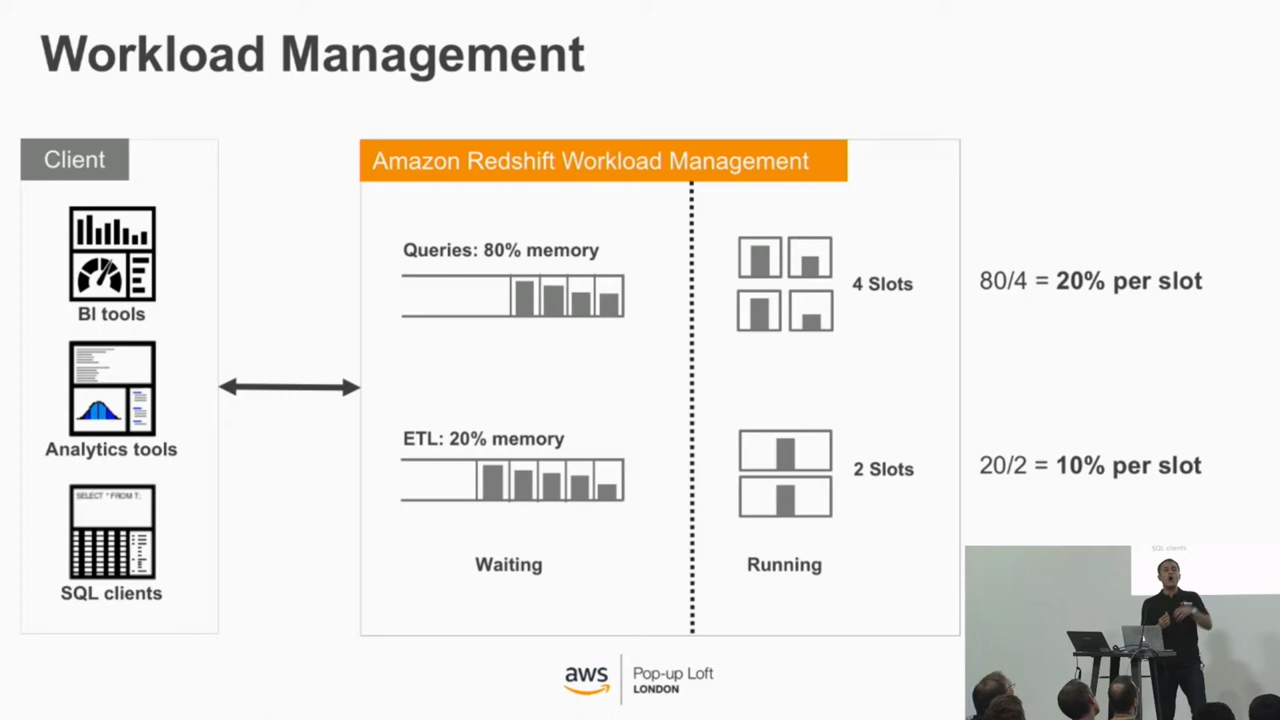 Workload Management
Client
BI tools
Analytics tools
SELECT * FROM T;
SQL clients
Amazon Redshift Workload Management
Queries: 80% memory
4 Slots
80/4 = 20% per slot
ETL: 20% memory
2 Slots
20/2 = 10% per slot
Waiting
Running
SQL clients
aws
Pop-up Loft
LONDON